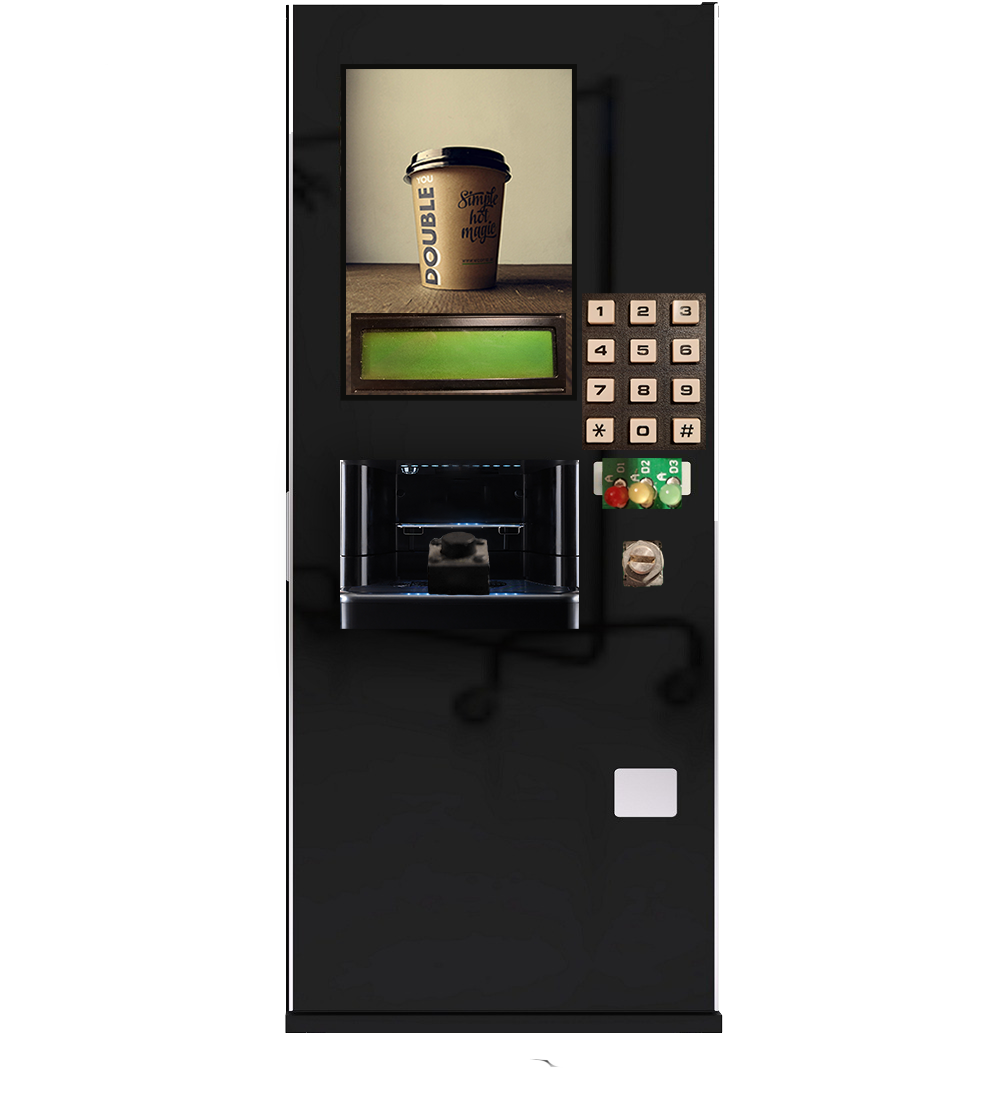 YOU
DOUBLE
Simple
hot
magic
1 2 3
4 5 6
7 8 9
* 0 #
A D1 A D2 A D3